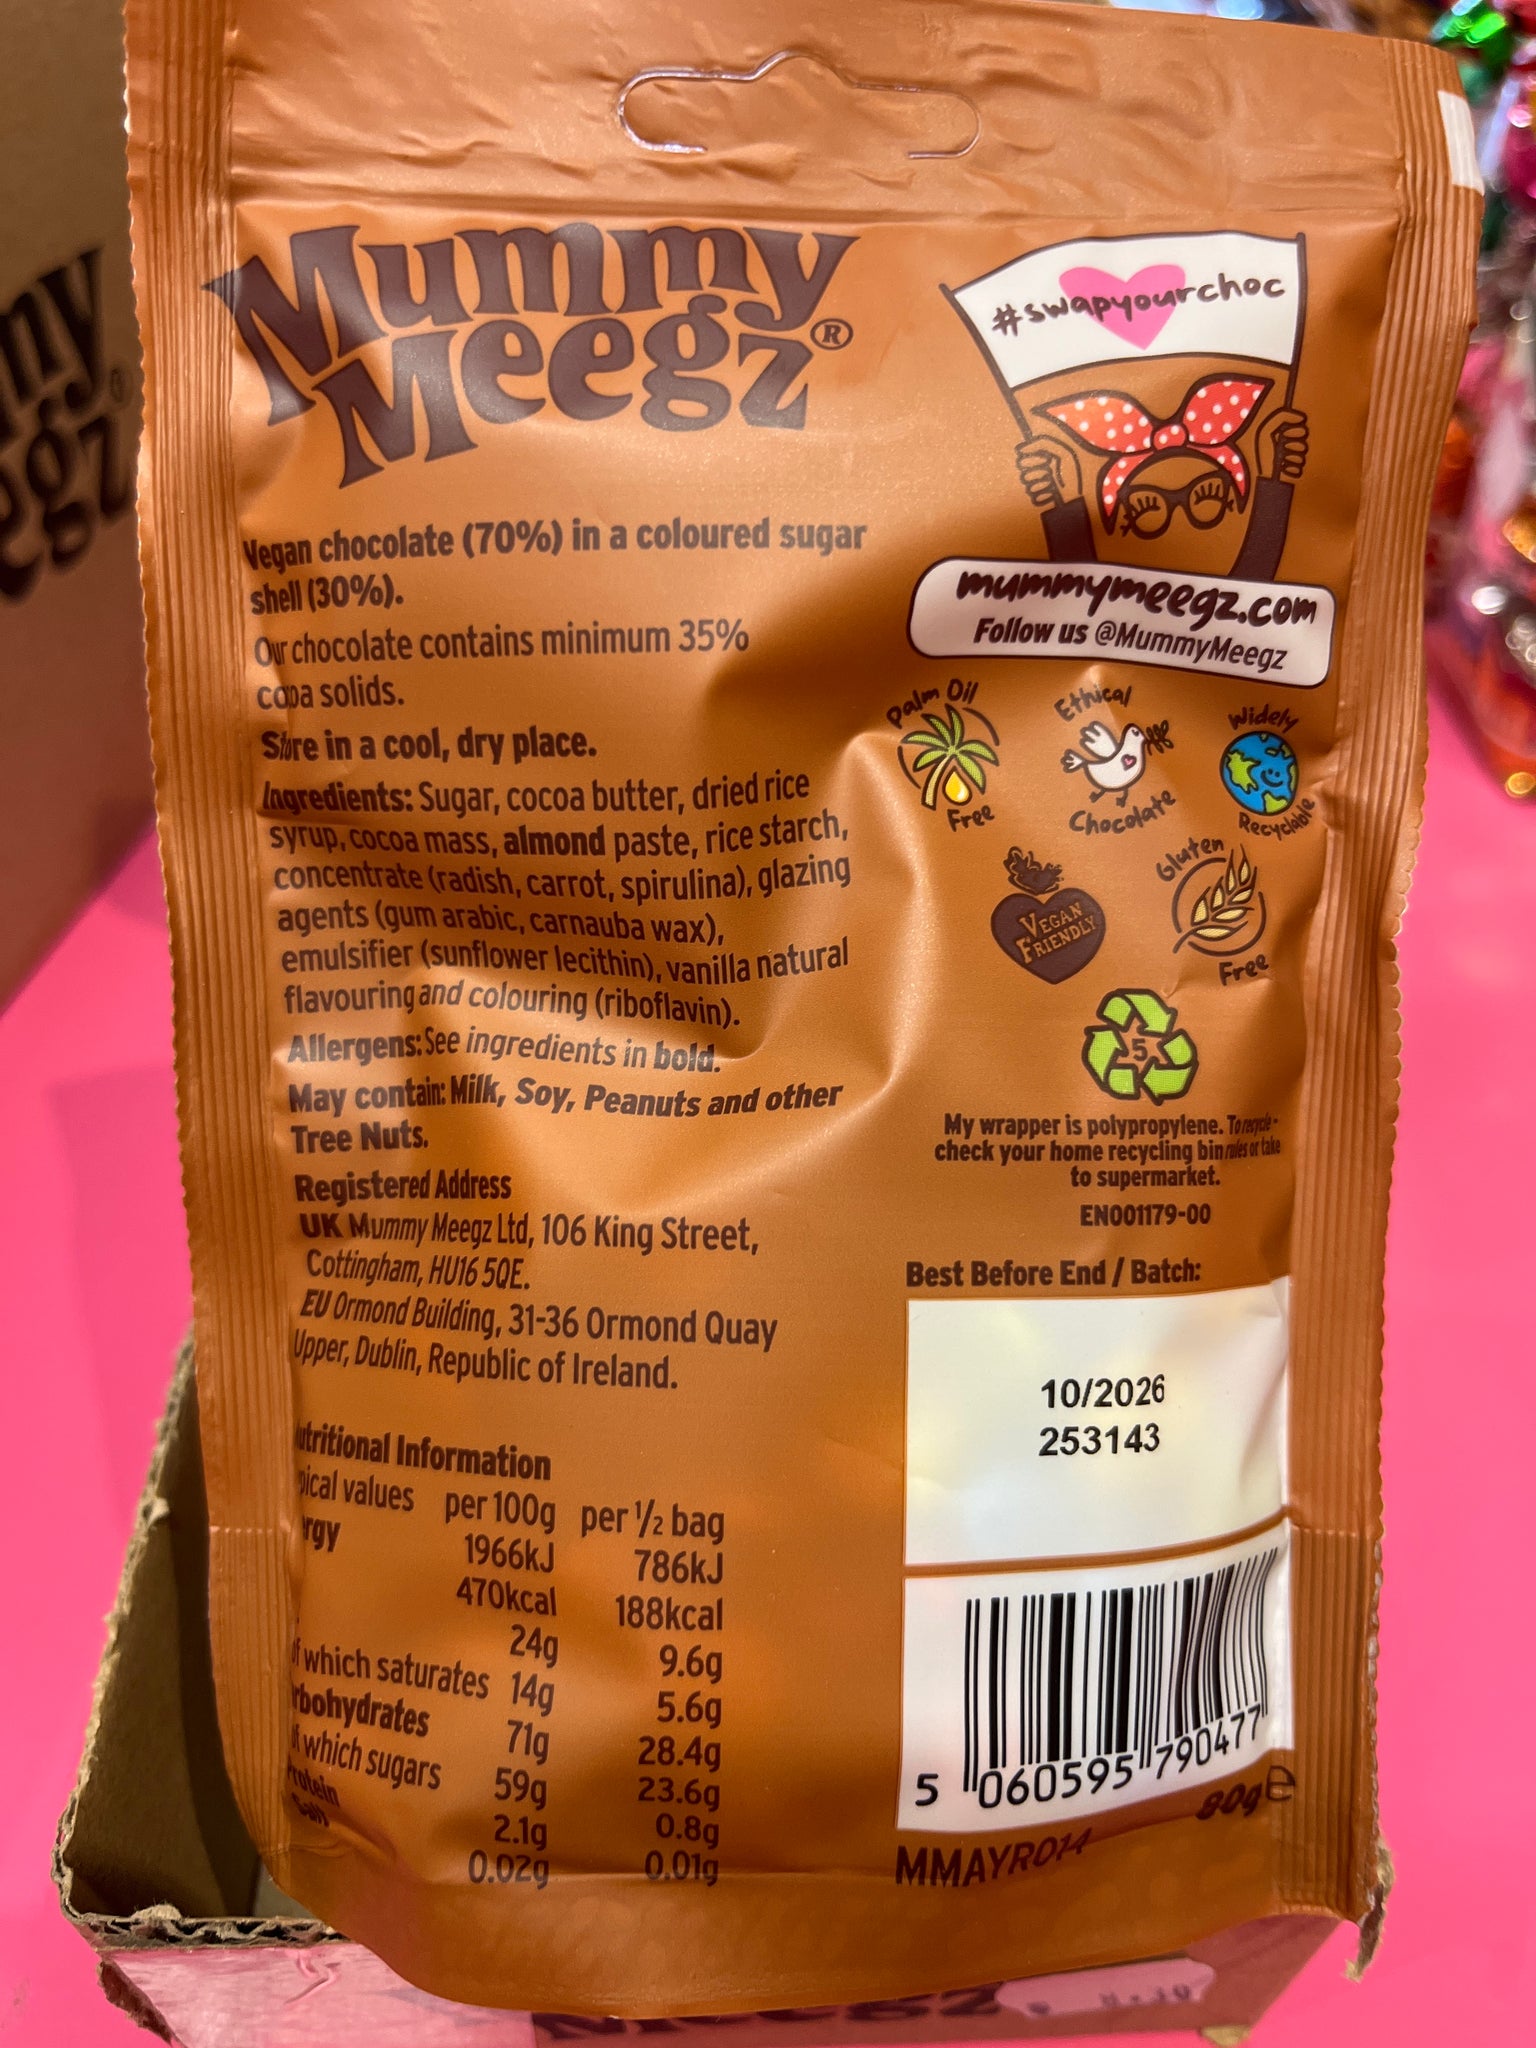 Mummy
Meegz®
#swapyourchoc
mummymeegz.com
Follow us @MummyMeegz
Vegan chocolate (70%) in a coloured sugar
shell (30%).
Our chocolate contains minimum 35%
cocoa solids.
Store in a cool, dry place.
Ingredients: Sugar, cocoa butter, dried rice
syrup, cocoa mass, almond paste, rice starch,
concentrate (radish, carrot, spirulina), glazing
agents (gum arabic, carnauba wax),
emulsifier (sunflower lecithin), vanilla natural
flavouring and colouring (riboflavin).
Allergens: See ingredients in bold.
May contain: Milk, Soy, Peanuts and other
Tree Nuts.
Registered Address
UK Mummy Meegz Ltd, 106 King Street,
Cottingham, HU16 5QE.
EU Ormond Building, 31-36 Ormond Quay
Upper, Dublin, Republic of Ireland.
utritional Information
pical values per 100g per ½ bag
ergy 1966kJ 786kJ
470kcal 188kcal
24g 9.6g
of which saturates 14g 5.6g
rbohydrates 71g 28.4g
of which sugars 59g 23.6g
Protein 2.1g 0.8g
Salt 0.02g 0.01g
Palm Oil
Free
Ethical
Chocolate
Widely
Recyclable
VEGAN
FRIENDLY
Gluten
Free
5
My wrapper is polypropylene. To recycle -
check your home recycling bin rules or take
to supermarket.
EN001179-00
Best Before End / Batch:
10/2026
253143
5 060595 790477
80g e
MMAYR014